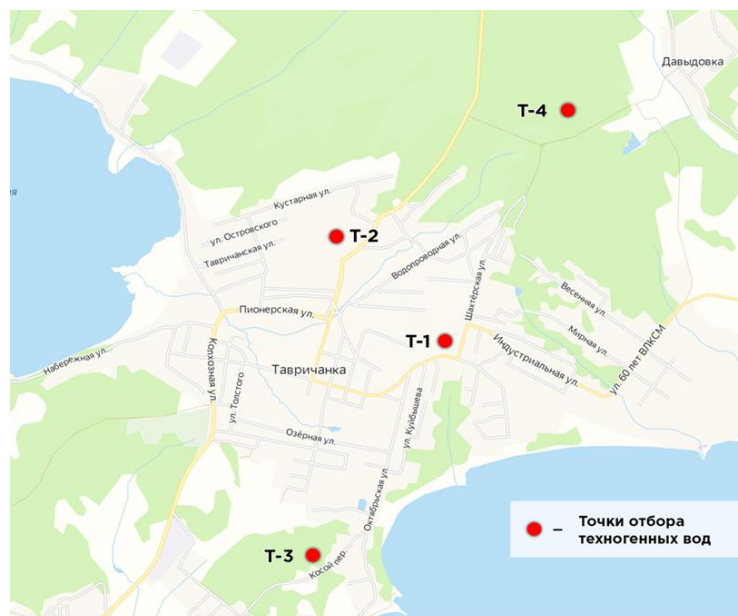 Давыдовка
Т-4
Кустарная ул.
ул. Островского
Т-2
Тавричанская ул.
Водопроводная ул.
Шахтёрская ул.
Весенняя ул.
Пионерская ул.
Мирная ул.
Т-1
Индустриальная ул.
Набережная ул.
Колхозная ул.
Тавричанка
ул. 60 лет ВЛКСМ
ул. Толстого
ул. Куйбышева
Озёрная ул.
Октябрьская ул.
– Точки отбора
техногенных вод
Т-3
Косой пер.